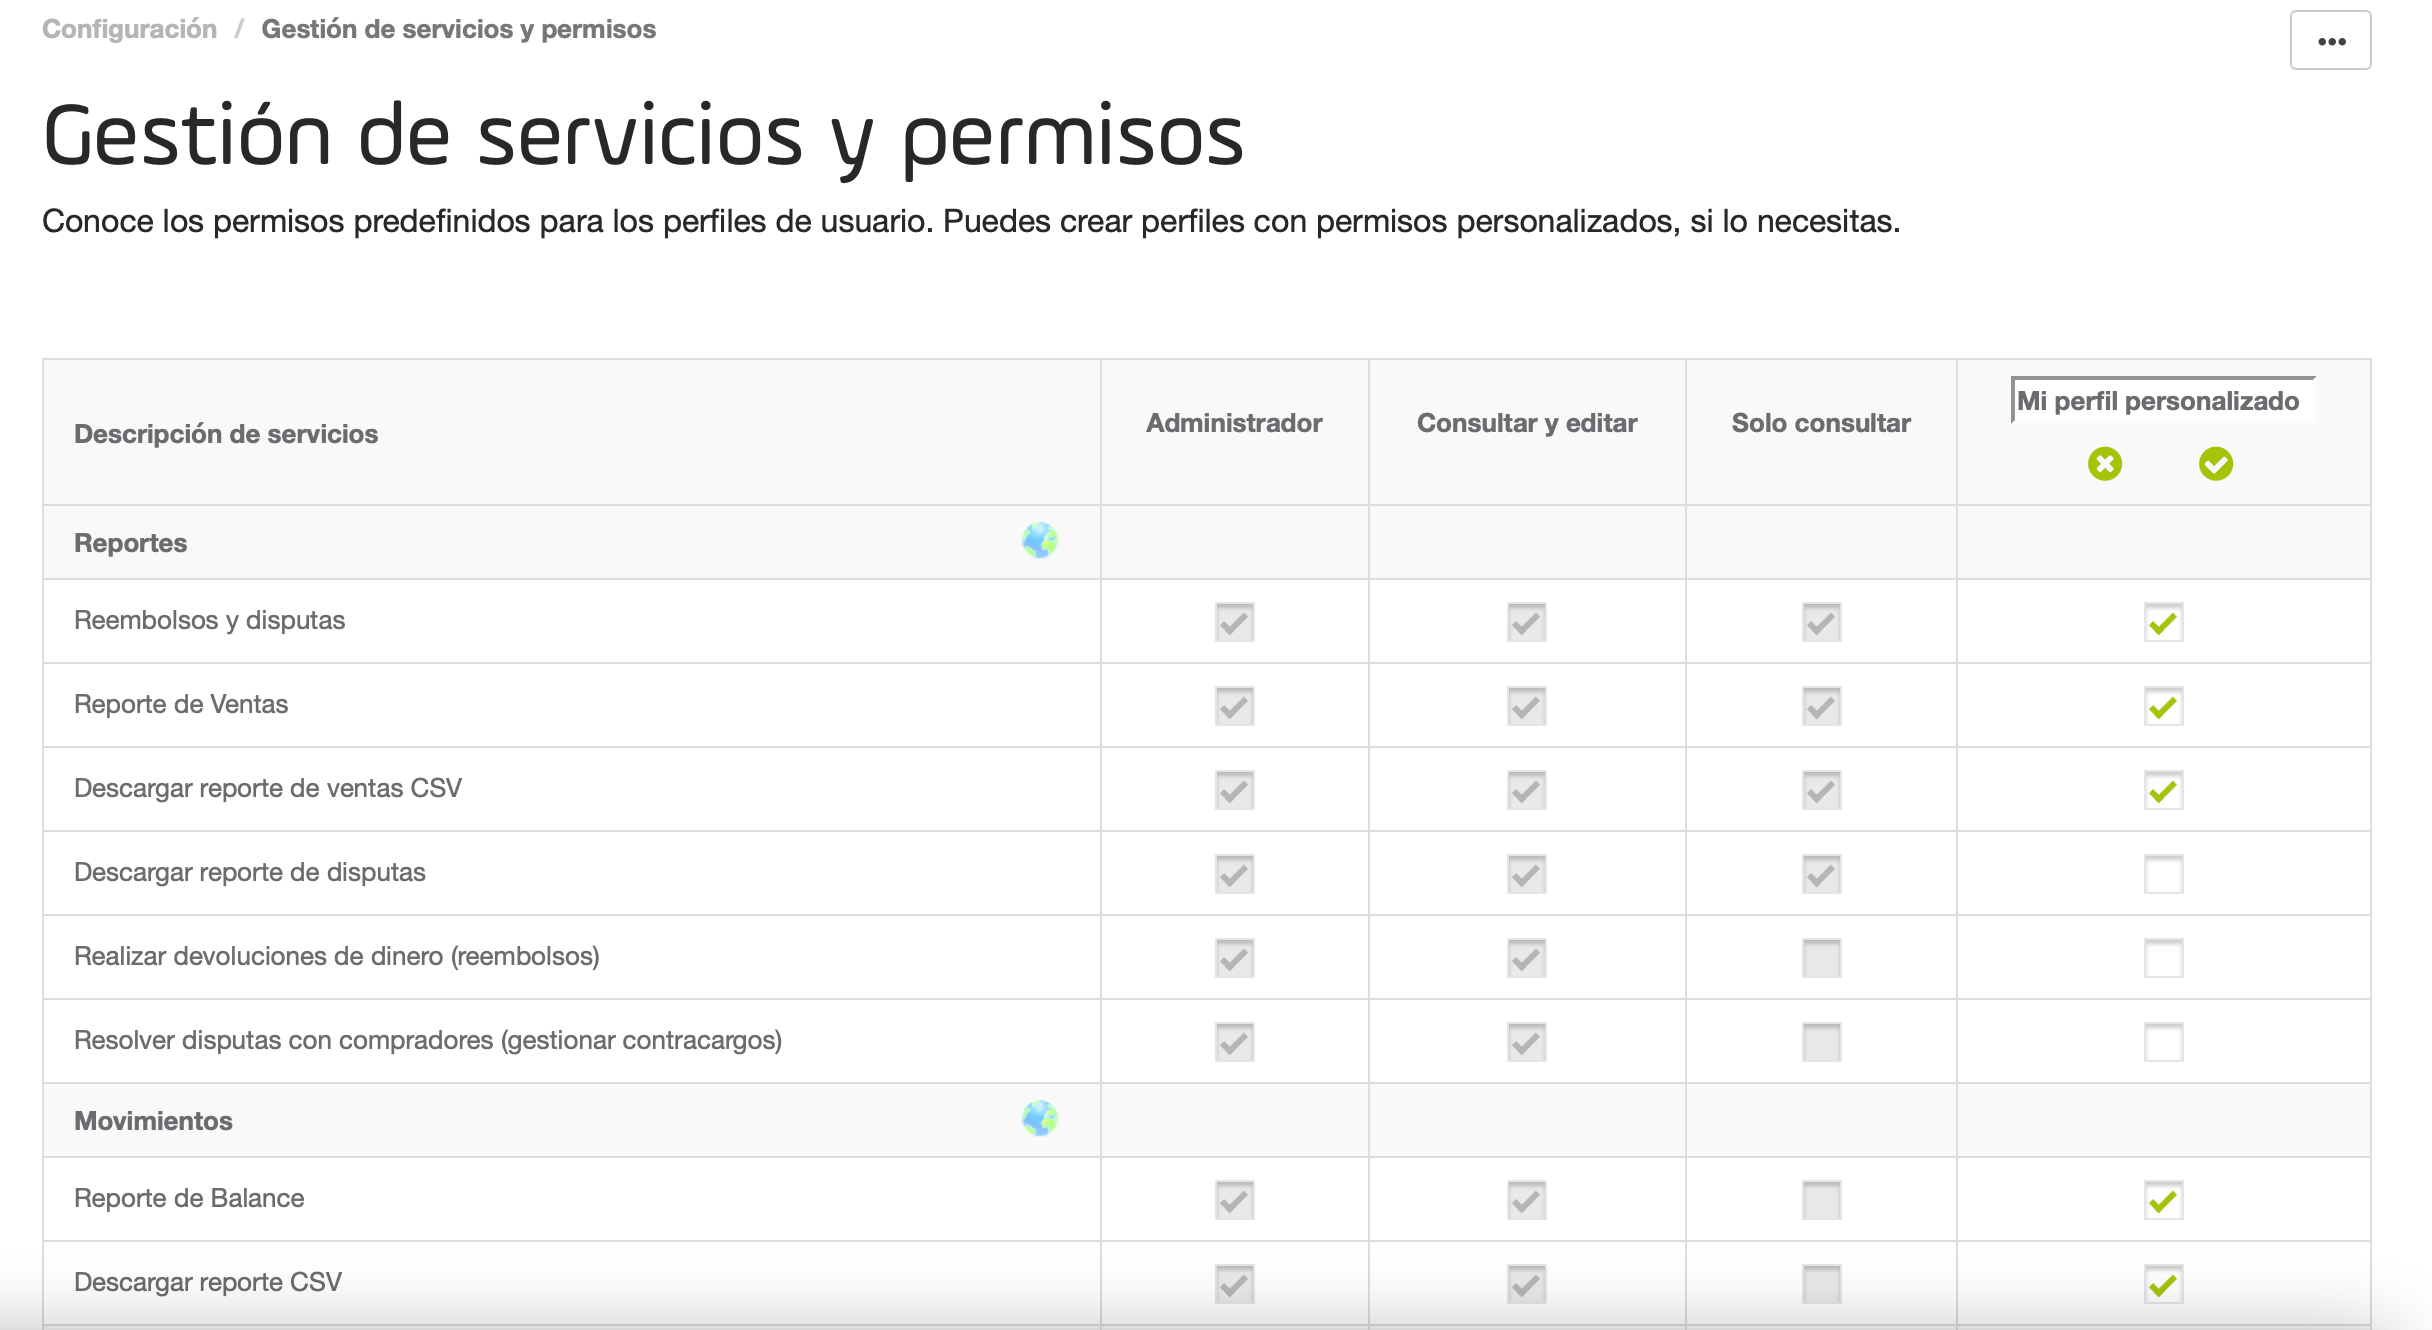 Configuración / Gestión de servicios y permisos
Gestión de servicios y permisos
Conoce los permisos predefinidos para los perfiles de usuario. Puedes crear perfiles con permisos personalizados, si lo necesitas.
Descripción de servicios
Administrador
Consultar y editar
Solo consultar
Mi perfil personalizado
Reportes
Reembolsos y disputas
Reporte de Ventas
Descargar reporte de ventas CSV
Descargar reporte de disputas
Realizar devoluciones de dinero (reembolsos)
Resolver disputas con compradores (gestionar contracargos)
Movimientos
Reporte de Balance
Descargar reporte CSV